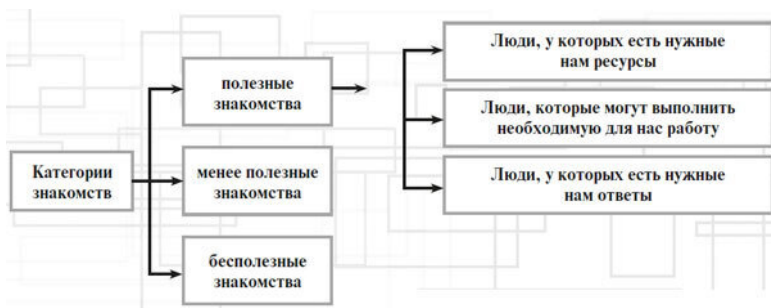 Категории
знакомств
полезные
знакомства
менее полезные
знакомства
бесполезные
знакомства
Люди, у которых есть нужные
нам ресурсы
Люди, которые могут выполнить
необходимую для нас работу
Люди, у которых есть нужные
нам ответы